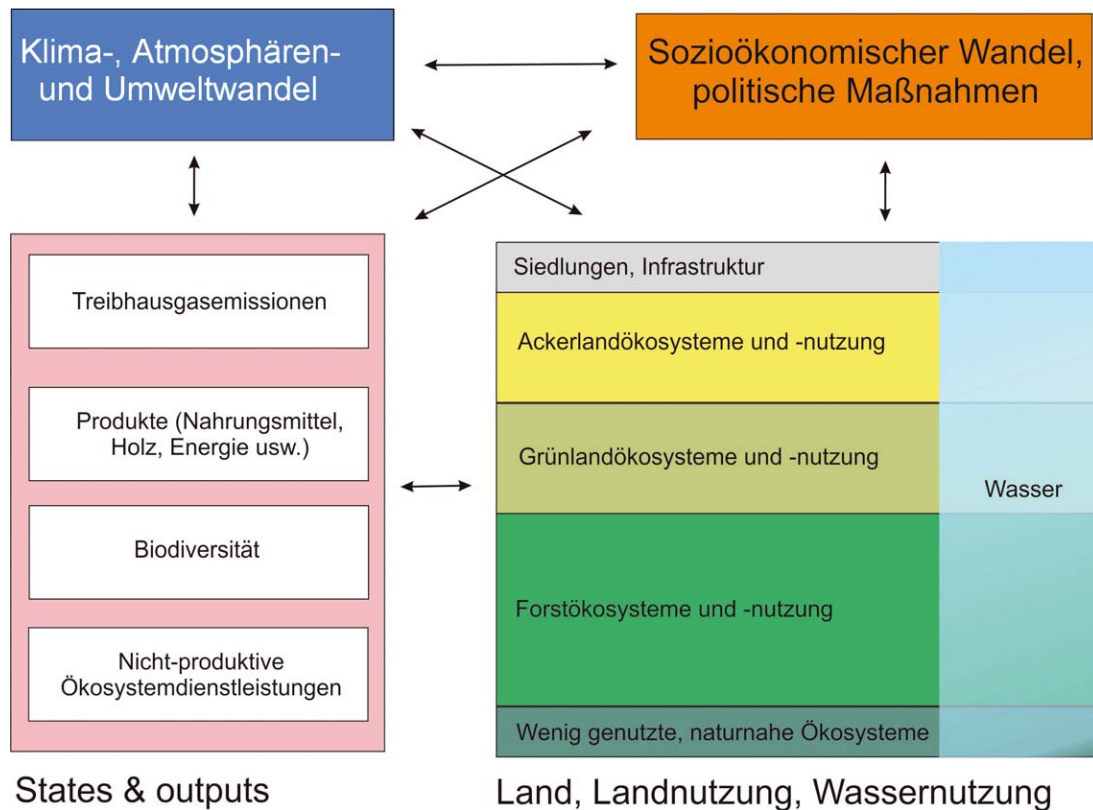 Klima-, Atmosphären-
und Umweltwandel
Sozioökonomischer Wandel,
politische Maßnahmen
Treibhausgasemissionen
Produkte (Nahrungsmittel,
Holz, Energie usw.)
Biodiversität
Nicht-produktive
Ökosystemdienstleistungen
States & outputs
Siedlungen, Infrastruktur
Ackerlandökosysteme und -nutzung
Grünlandökosysteme und -nutzung
Wasser
Forstökosysteme und -nutzung
Wenig genutzte, naturnahe Ökosysteme
Land, Landnutzung, Wassernutzung